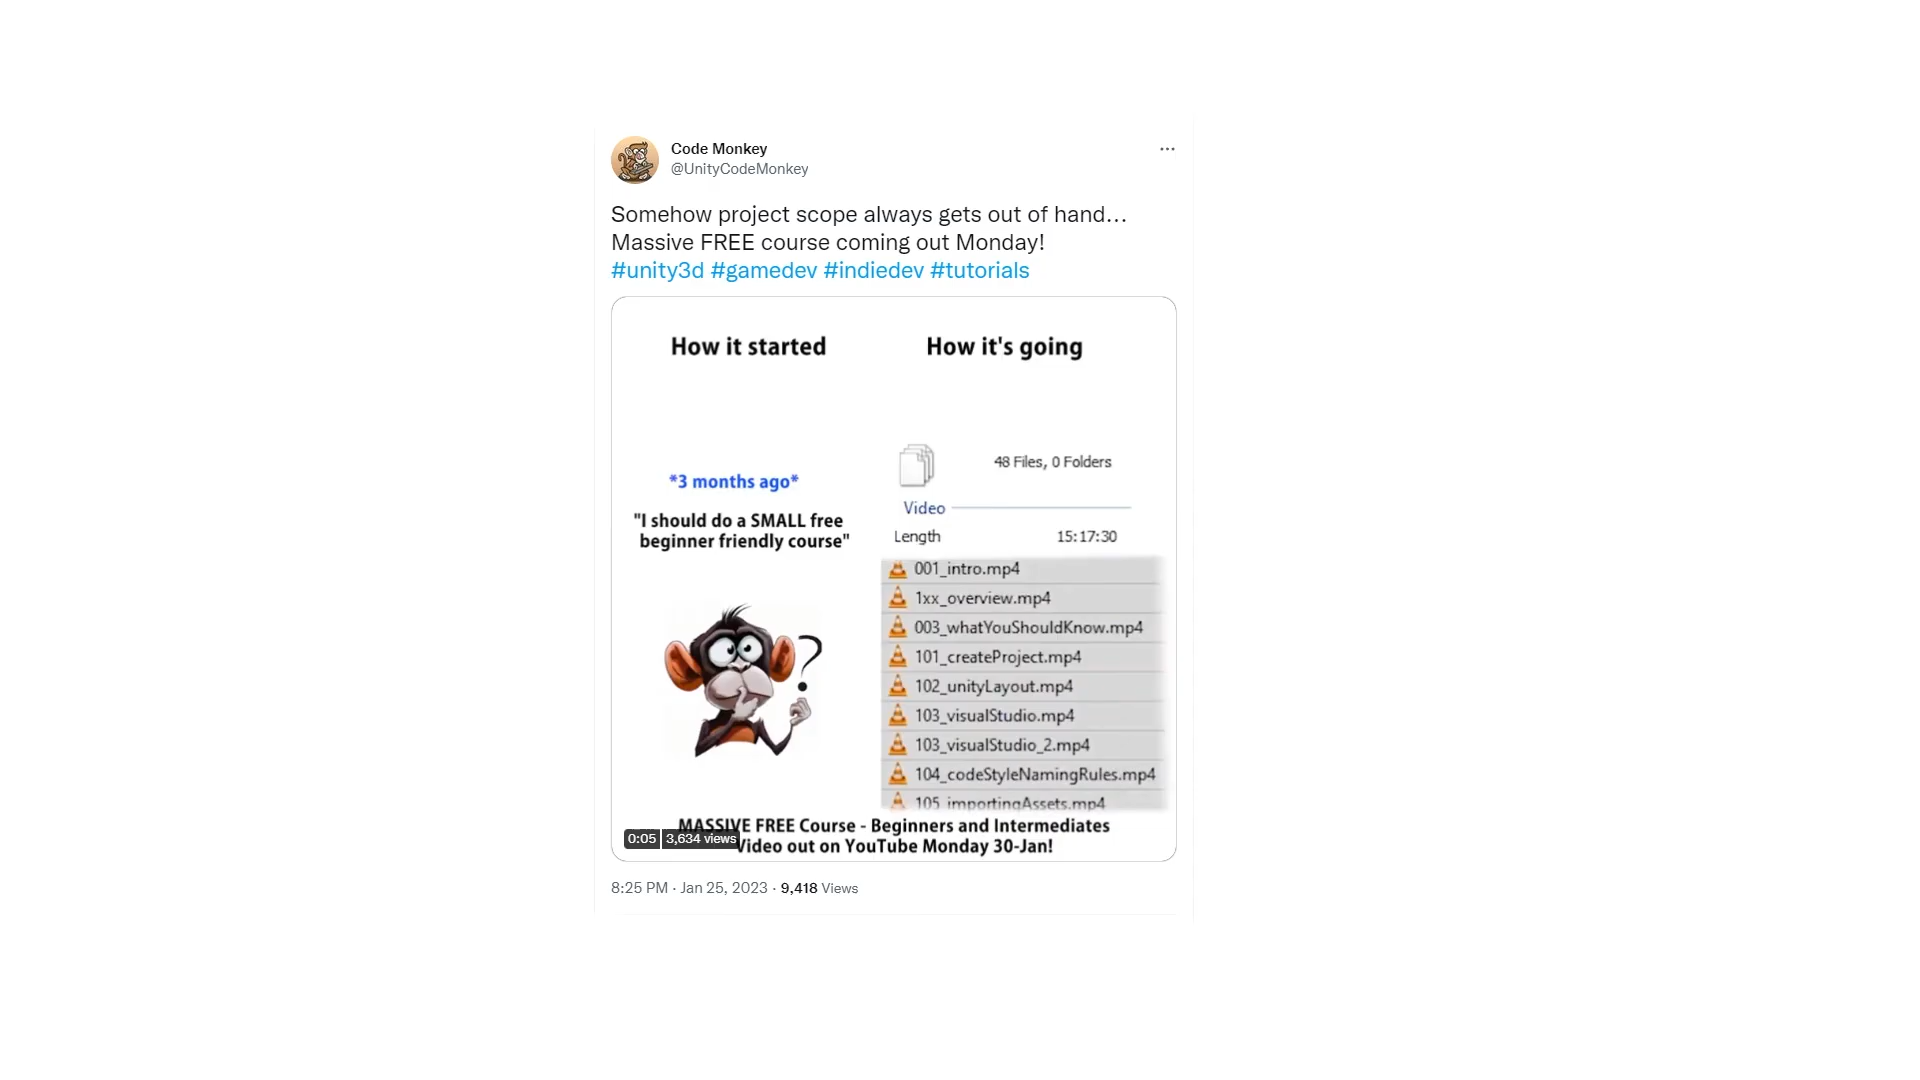 Code Monkey
@UnityCodeMonkey
Somehow project scope always gets out of hand...
Massive FREE course coming out Monday!
#unity3d #gamedev #indiedev #tutorials
How it started
How it's going
*3 months ago*
"I should do a SMALL free
beginner friendly course"
?
48 Files, 0 Folders
Video
Length 15:17:30
001_intro.mp4
1xx_overview.mp4
003_whatYouShouldKnow.mp4
101_createProject.mp4
102_unityLayout.mp4
103_visualStudio.mp4
103_visualStudio_2.mp4
104_codeStyleNamingRules.mp4
105_importingAssets.mp4
MASSIVE FREE Course - Beginners and Intermediates
Video out on YouTube Monday 30-Jan!
0:05 3,634 views
8:25 PM · Jan 25, 2023 · 9,418 Views